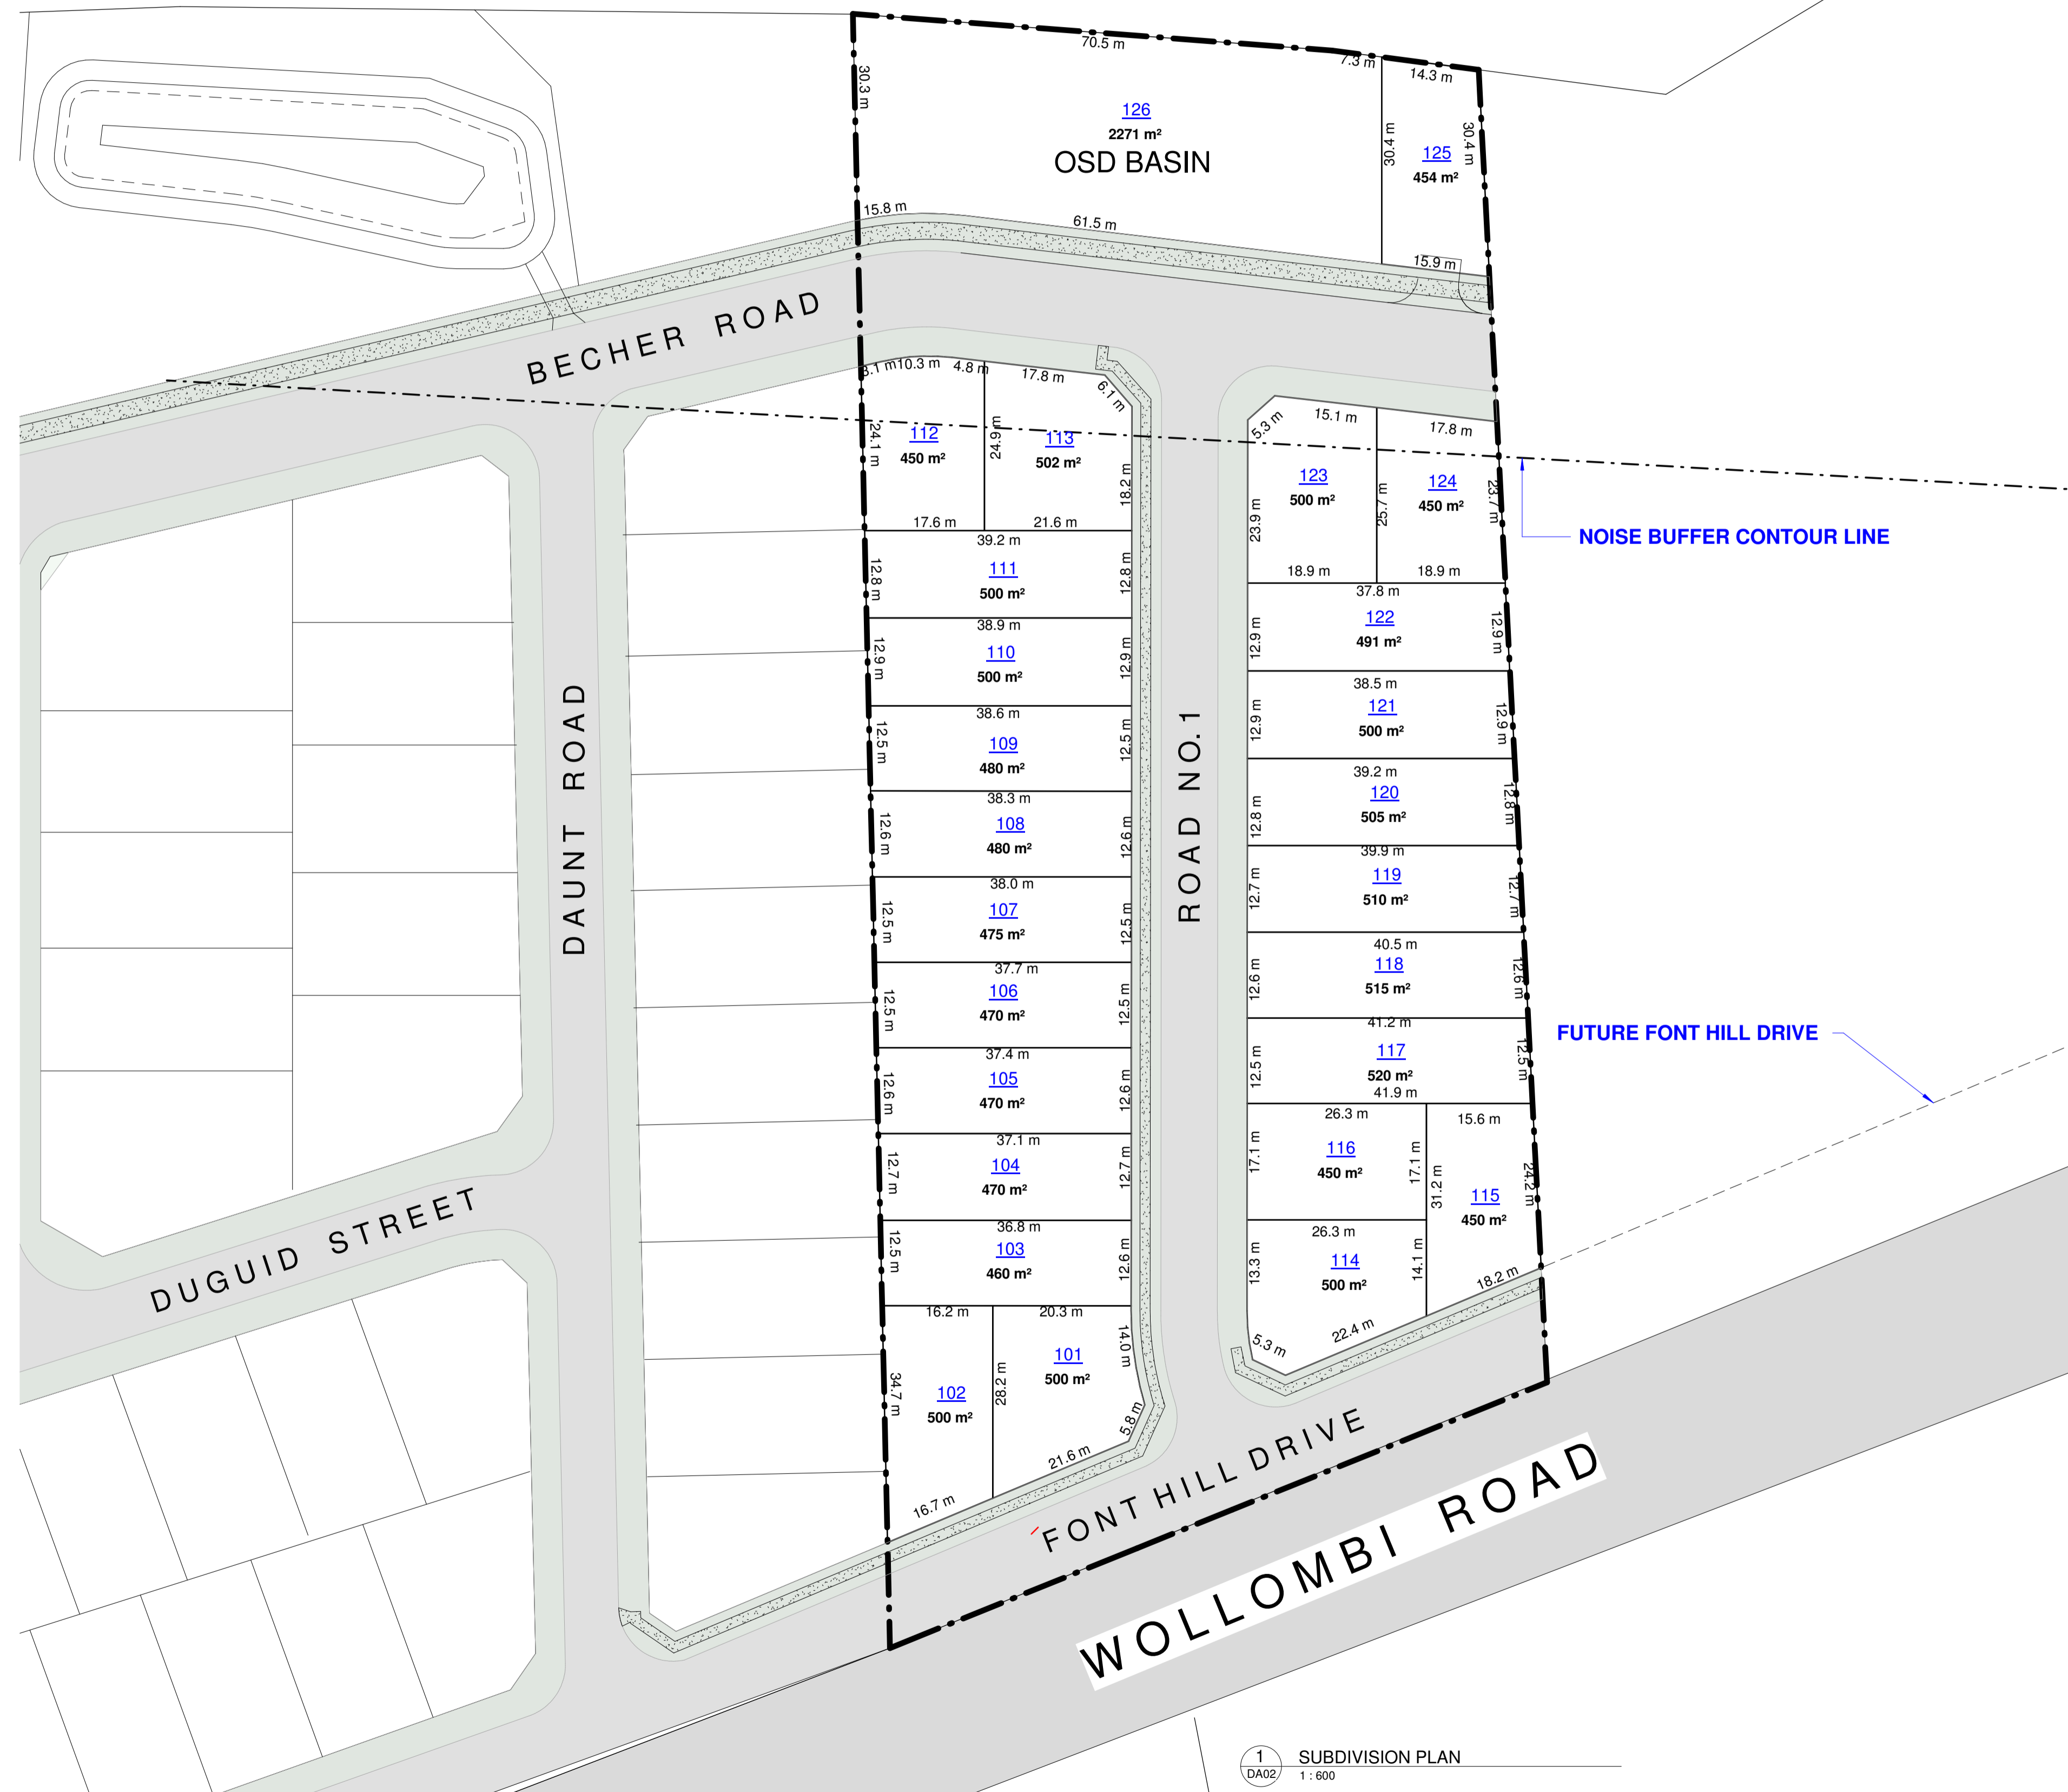 70.5 m
7.3 m
14.3 m
30.3 m
126
2271 m²
OSD BASIN
30.4 m
125
454 m²
30.4 m
15.8 m
61.5 m
15.9 m
BECHER ROAD
10.3 m
4.8 m
17.8 m
6.1 m
24.1 m
112
450 m²
24.9 m
113
502 m²
18.2 m
17.6 m
21.6 m
5.3 m
15.1 m
17.8 m
123
500 m²
23.9 m
25.7 m
124
450 m²
23.7 m
18.9 m
18.9 m
NOISE BUFFER CONTOUR LINE
39.2 m
12.8 m
111
500 m²
12.8 m
38.9 m
12.9 m
110
500 m²
12.9 m
38.6 m
12.5 m
109
480 m²
12.5 m
38.3 m
12.6 m
108
480 m²
12.6 m
38.0 m
12.5 m
107
475 m²
12.5 m
37.7 m
12.5 m
106
470 m²
12.5 m
37.4 m
12.6 m
105
470 m²
12.6 m
37.1 m
12.7 m
104
470 m²
12.7 m
36.8 m
12.5 m
103
460 m²
12.6 m
16.2 m
20.3 m
34.7 m
102
500 m²
28.2 m
101
500 m²
14.0 m
5.8 m
21.6 m
16.7 m
DAUNT ROAD
ROAD NO.1
37.8 m
12.9 m
122
491 m²
12.9 m
38.5 m
12.9 m
121
500 m²
12.9 m
39.2 m
12.8 m
120
505 m²
12.8 m
39.9 m
12.7 m
119
510 m²
12.7 m
40.5 m
12.6 m
118
515 m²
12.6 m
41.2 m
12.5 m
117
520 m²
12.5 m
41.9 m
26.3 m
15.6 m
17.1 m
116
450 m²
17.1 m
31.2 m
24.2 m
115
450 m²
26.3 m
13.3 m
114
500 m²
14.1 m
18.2 m
22.4 m
5.3 m
FUTURE FONT HILL DRIVE
DUGUID STREET
FONT HILL DRIVE
WOLLOMBI ROAD
1
DA02
SUBDIVISION PLAN
1 : 600